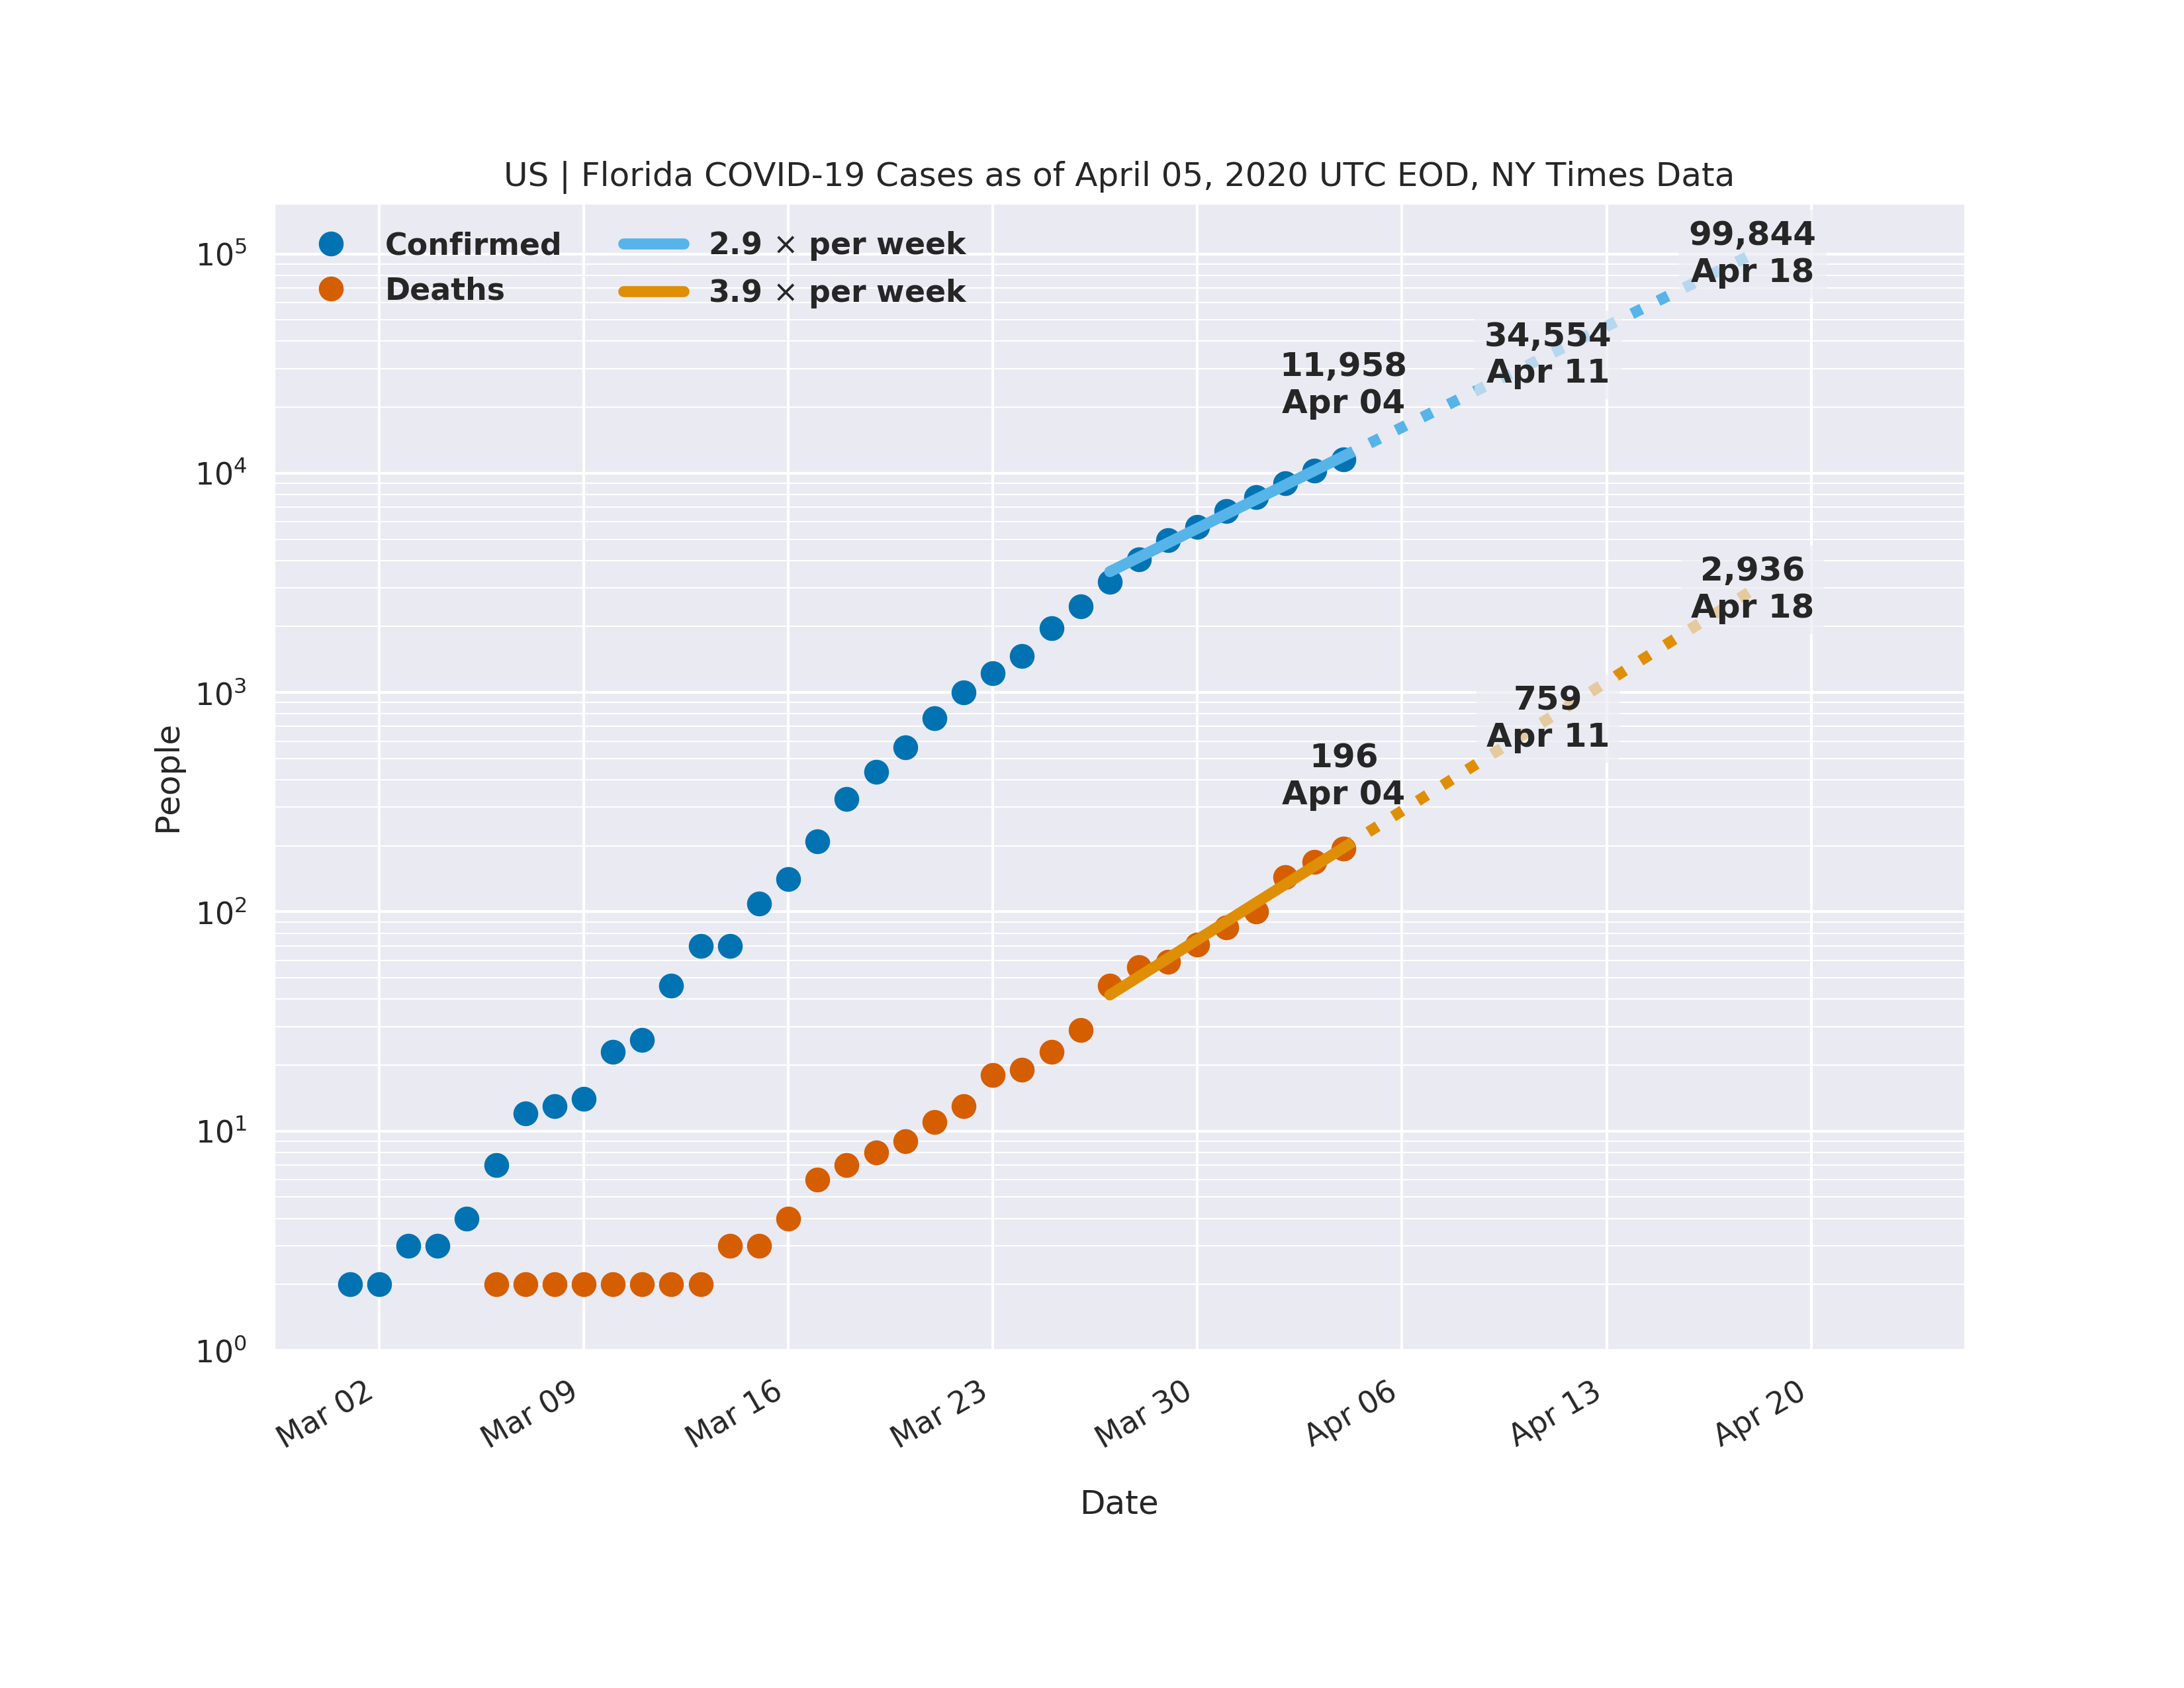 US | Florida COVID-19 Cases as of April 05, 2020 UTC EOD, NY Times Data
Confirmed
Deaths
2.9 × per week
3.9 × per week
99,844
Apr 18
34,554
Apr 11
11,958
Apr 04
2,936
Apr 18
759
Apr 11
196
Apr 04
10⁵
10⁴
10³
10²
10¹
10⁰
People
Mar 02
Mar 09
Mar 16
Mar 23
Mar 30
Apr 06
Apr 13
Apr 20
Date